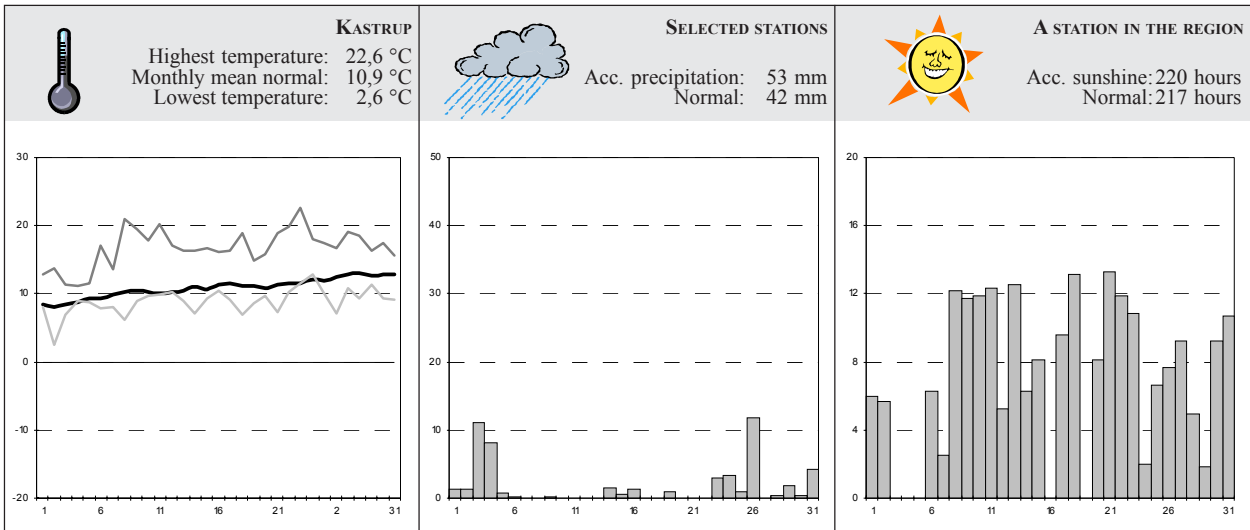 KASTRUP
Highest temperature: 22,6 °C
Monthly mean normal: 10,9 °C
Lowest temperature: 2,6 °C
SELECTED STATIONS
Acc. precipitation: 53 mm
Normal: 42 mm
A STATION IN THE REGION
Acc. sunshine: 220 hours
Normal: 217 hours
30
20
10
0
-10
-20
1 6 11 16 21 2 31
50
40
30
20
10
0
1 6 11 16 21 26 31
20
16
12
8
4
0
1 6 11 16 21 26 31